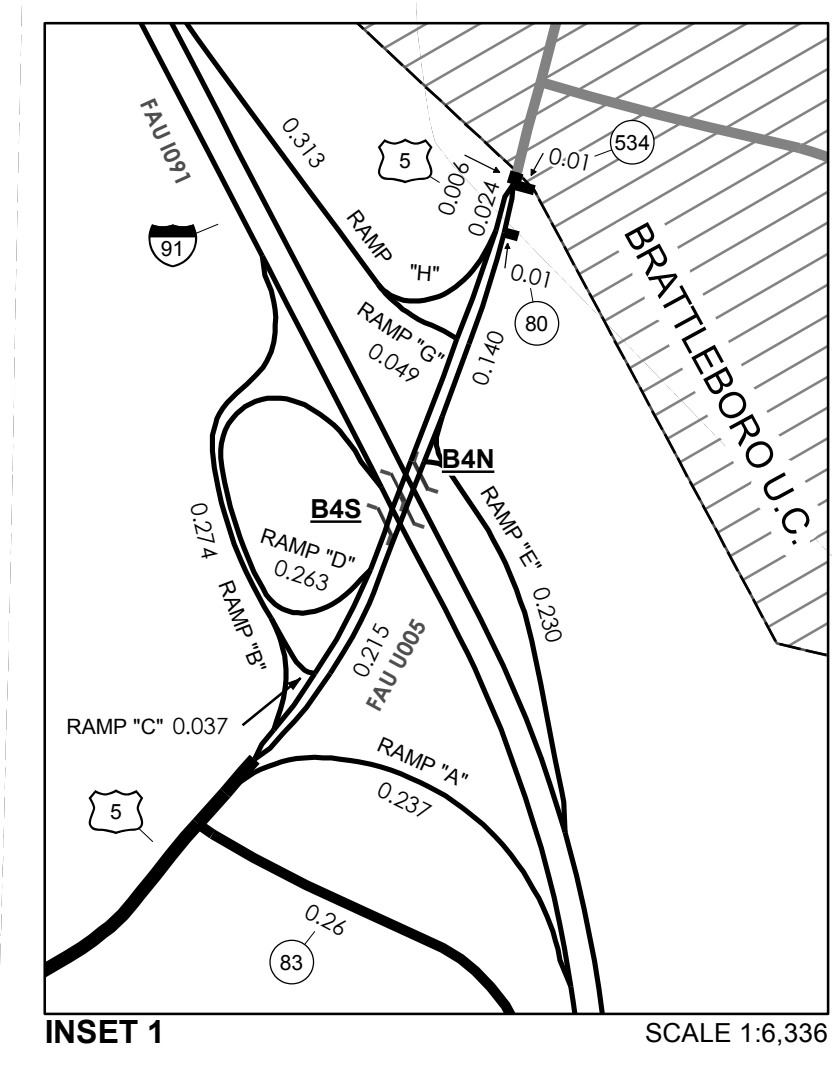 5
534
0.01
0.006
0.024
FAU I091
0.313
91
RAMP "H"
BRATTLEBORO U.C.
0.01
80
RAMP "G"
0.049
0.140
B4N
B4S
RAMP "E"
0.230
0.274
RAMP "D"
0.263
RAMP "B"
0.215
FAU U005
RAMP "C" 0.037
RAMP "A"
0.237
5
0.26
83
INSET 1
SCALE 1:6,336